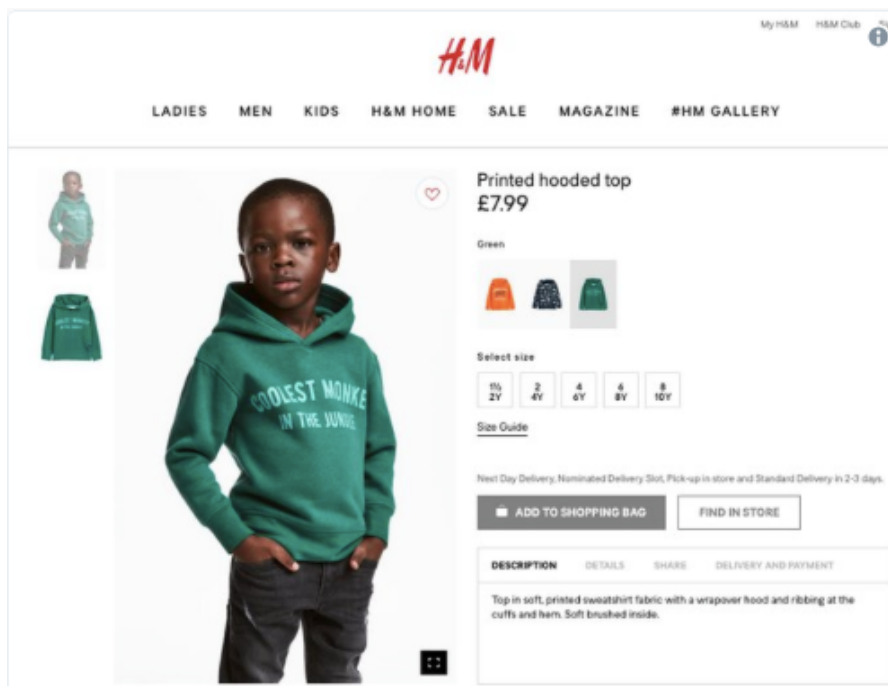 My H&M H&M Club
H&M
LADIES MEN KIDS H&M HOME SALE MAGAZINE #HM GALLERY
Printed hooded top
£7.99
Green
COOLEST MONKE
IN THE JUNGLE
Select size
1½ 2 4 6 8
2Y 4Y 6Y 8Y 10Y
Size Guide
Next Day Delivery, Nominated Delivery Slot, Pick-up in store and Standard Delivery in 2-3 days.
ADD TO SHOPPING BAG FIND IN STORE
DESCRIPTION DETAILS SHARE DELIVERY AND PAYMENT
Top in soft, printed sweatshirt fabric with a wrapover hood and ribbing at the
cuffs and hem. Soft brushed inside.